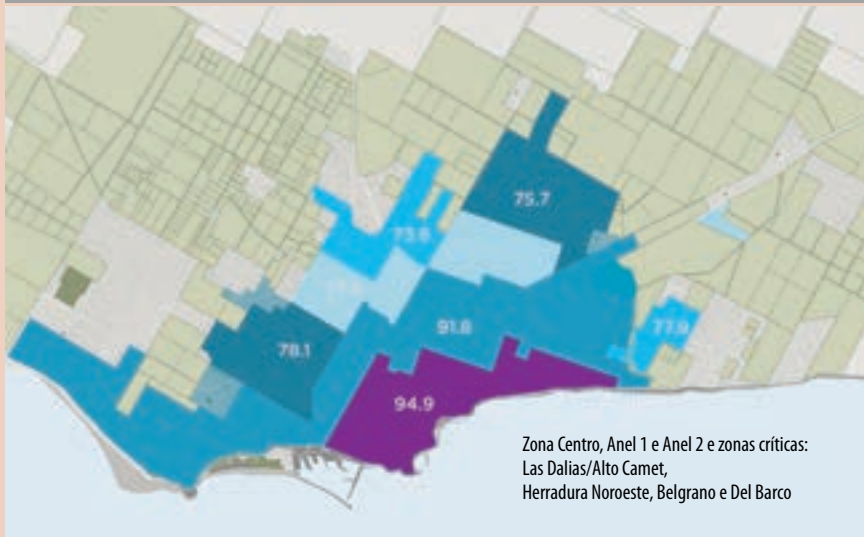 75.7
73.8
91.8
77.9
78.1
94.9
Zona Centro, Anel 1 e Anel 2 e zonas críticas:
Las Dalias/Alto Camet,
Herradura Noroeste, Belgrano e Del Barco